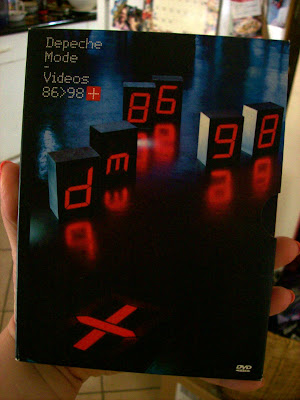 Depeche
Mode
-
Videos
86>98+
86
dm
98
DVD